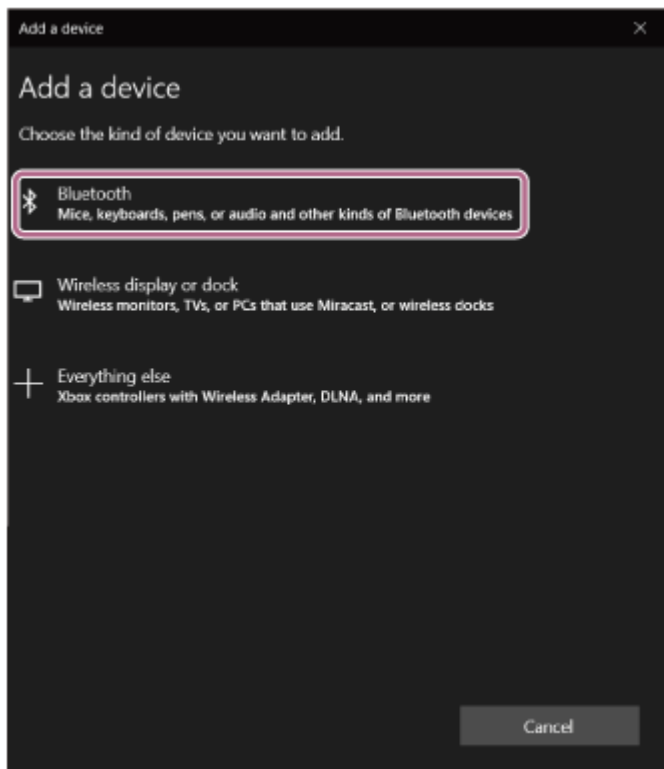 Add a device
Add a device
Choose the kind of device you want to add.
Bluetooth
Mice, keyboards, pens, or audio and other kinds of Bluetooth devices
Wireless display or dock
Wireless monitors, TVs, or PCs that use Miracast, or wireless docks
Everything else
Xbox controllers with Wireless Adapter, DLNA, and more
Cancel